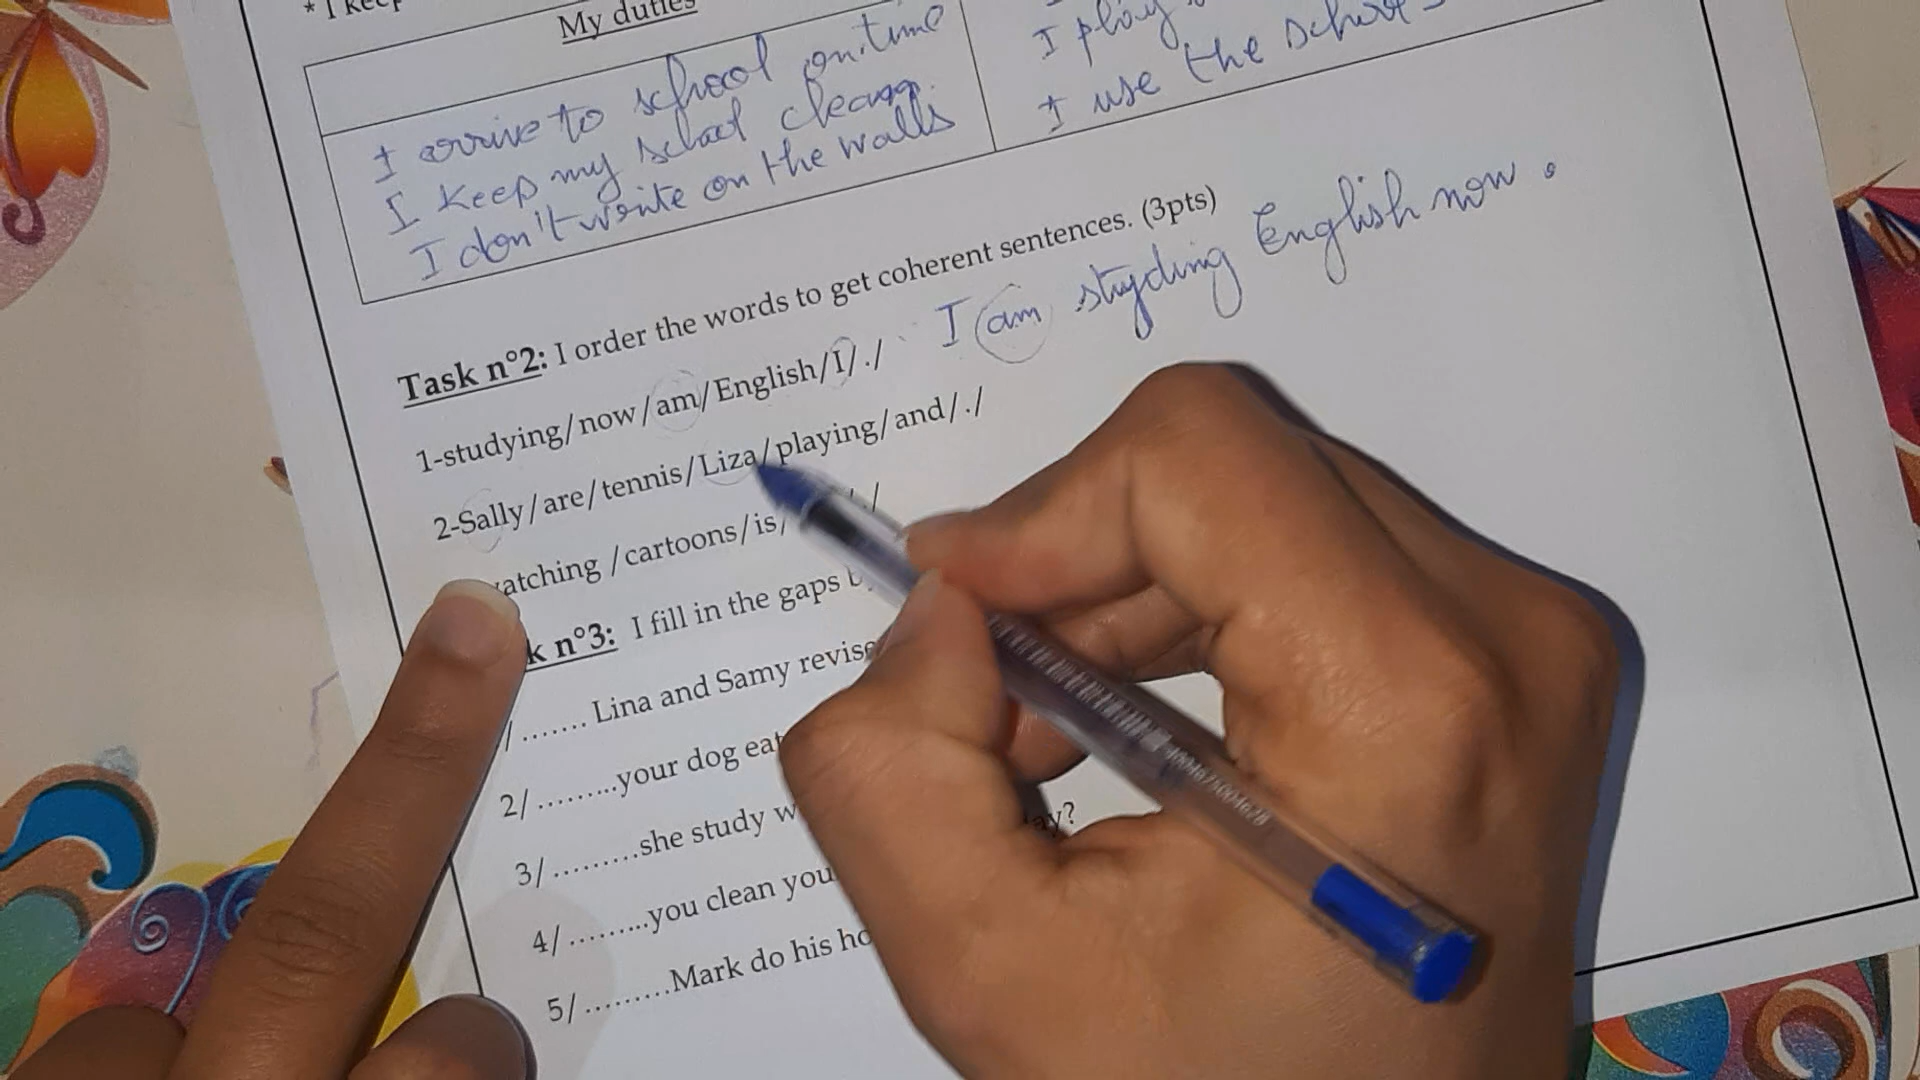 * I keep
My duties
I arrive to school on time
I keep my school clean
I don't write on the walls
I play
I use the school
Task n°2: I order the words to get coherent sentences. (3pts)
1-studying/now/am/English/I/./ I am studying English now.
2-Sally/are/tennis/Liza/playing/and/./
watching /cartoons/is/ ./
k n°3: I fill in the gaps
/....... Lina and Samy revise
2/.........your dog eat
3/.........she study ay?
4/.........you clean you
5/.........Mark do his ho